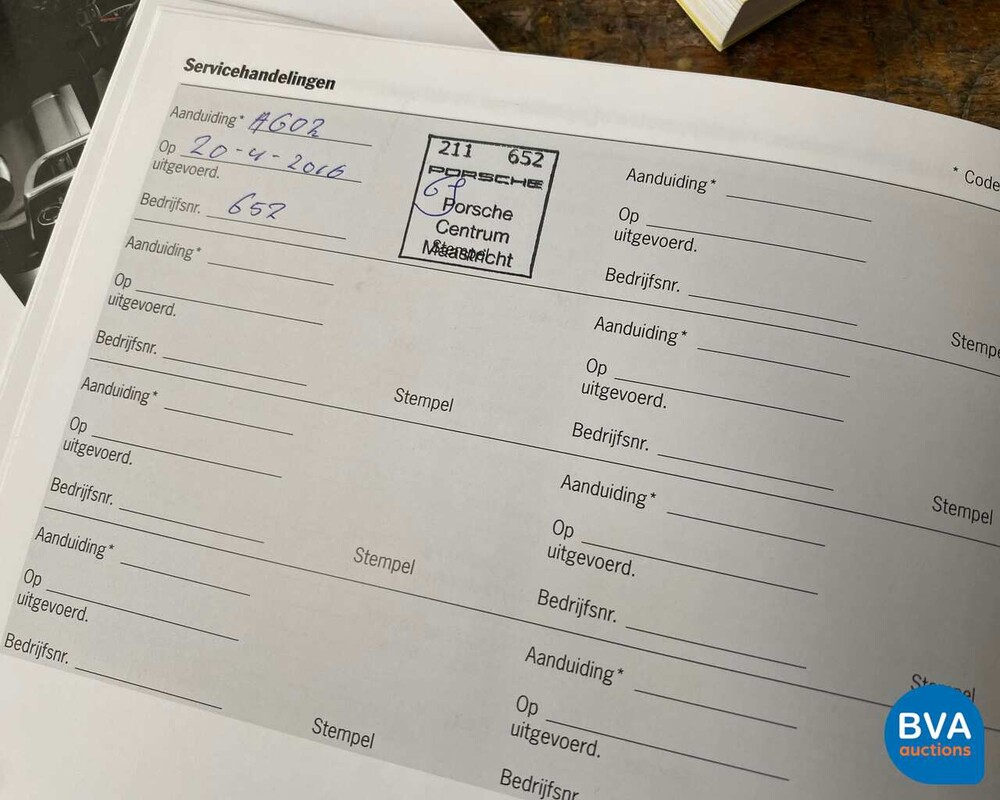 Servicehandelingen
* Code
Aanduiding* AG02
Op 20-4-2016
uitgevoerd.
Bedrijfsnr. 652
211 652
PORSCHE
Porsche
Centrum
Maastricht
Stempel
Aanduiding*
Op
uitgevoerd.
Bedrijfsnr.
Stempel
Aanduiding*
Op
uitgevoerd.
Bedrijfsnr.
Stempel
Aanduiding*
Op
uitgevoerd.
Bedrijfsnr.
Stempel
Aanduiding*
Op
uitgevoerd.
Bedrijfsnr.
Stempe
Aanduiding*
Op
uitgevoerd.
Bedrijfsnr.
Stempel
Aanduiding*
Op
uitgevoerd.
Bedrijfsnr.
Stempel
Aanduiding*
Op
uitgevoerd.
Bedrijfsnr
BVA
auctions